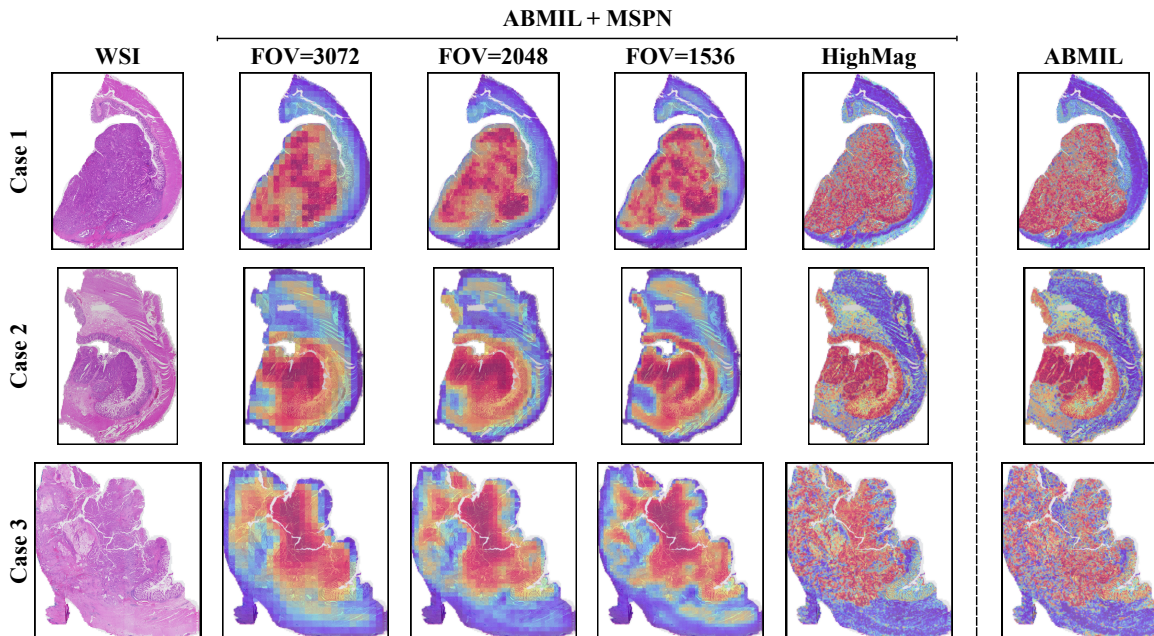 ABMIL + MSPN
WSI FOV=3072 FOV=2048 FOV=1536 HighMag ABMIL
Case 1
Case 2
Case 3